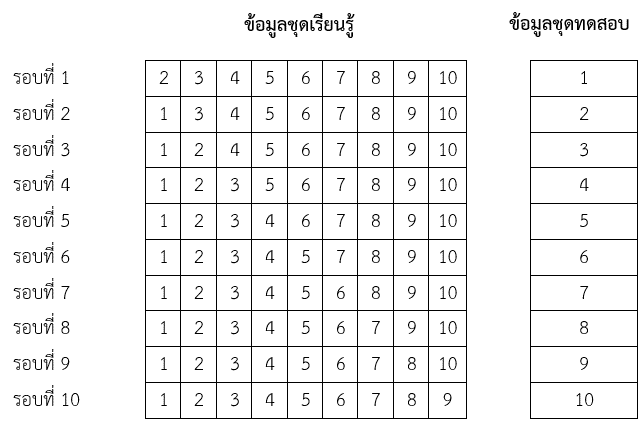 ข้อมูลชุดเรียนรู้ ข้อมูลชุดทดสอบ
รอบที่ 1 2 3 4 5 6 7 8 9 10 1
รอบที่ 2 1 3 4 5 6 7 8 9 10 2
รอบที่ 3 1 2 4 5 6 7 8 9 10 3
รอบที่ 4 1 2 3 5 6 7 8 9 10 4
รอบที่ 5 1 2 3 4 6 7 8 9 10 5
รอบที่ 6 1 2 3 4 5 7 8 9 10 6
รอบที่ 7 1 2 3 4 5 6 8 9 10 7
รอบที่ 8 1 2 3 4 5 6 7 9 10 8
รอบที่ 9 1 2 3 4 5 6 7 8 10 9
รอบที่ 10 1 2 3 4 5 6 7 8 9 10